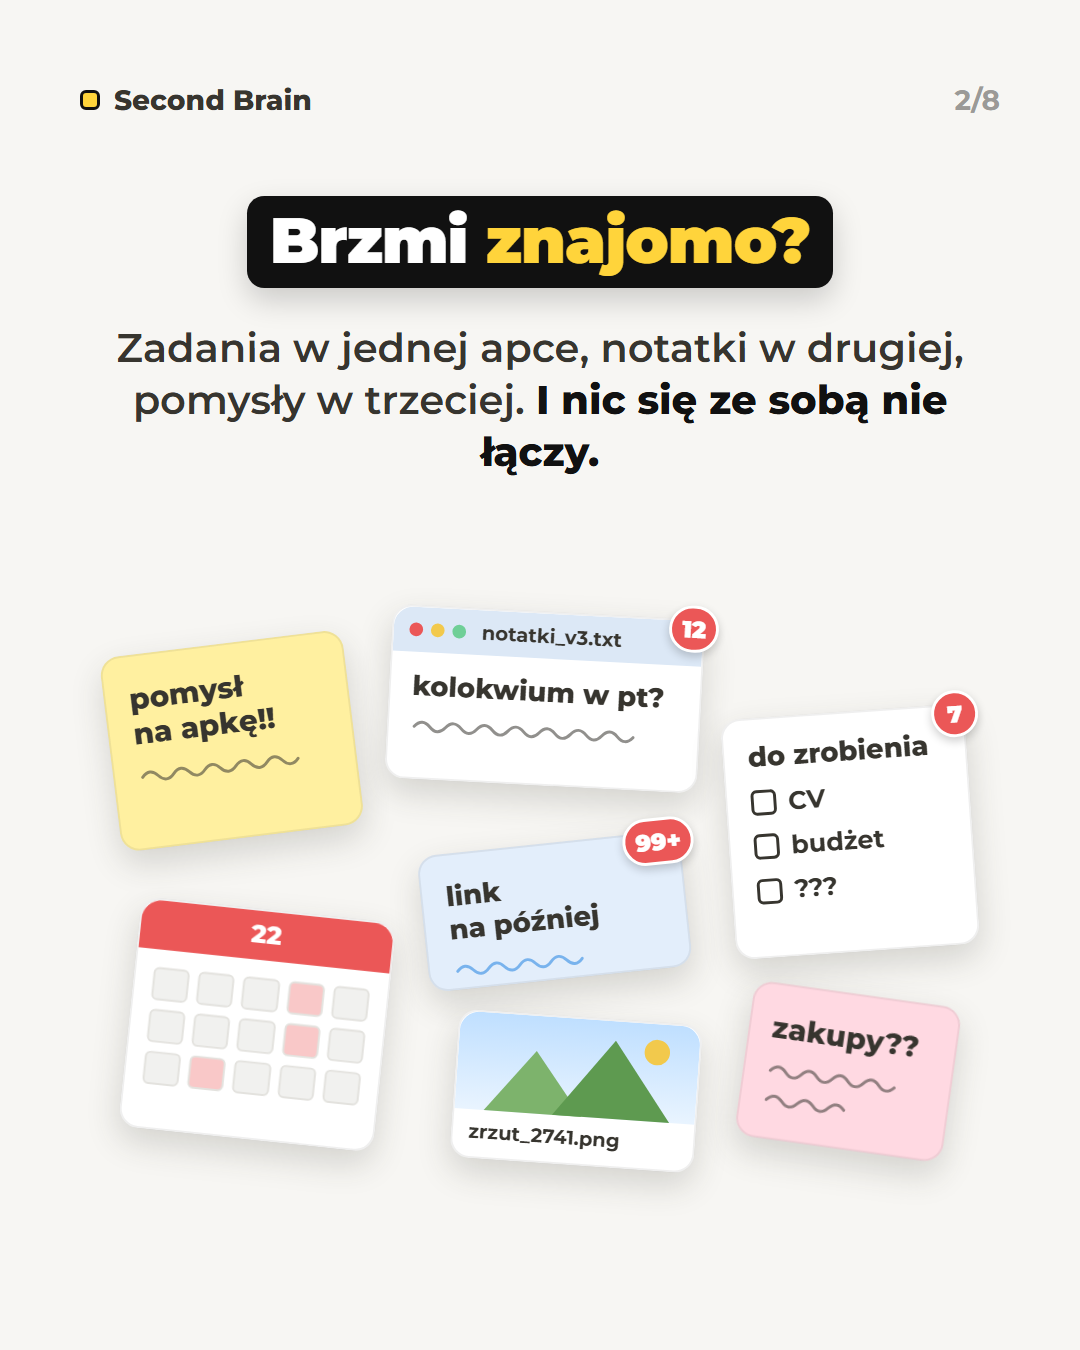 Second Brain
2/8
Brzmi znajomo?
Zadania w jednej apce, notatki w drugiej,
pomysły w trzeciej. I nic się ze sobą nie
łączy.
pomysł
na apkę!!
notatki_v3.txt
12
kolokwium w pt?
7
do zrobienia
CV
budżet
???
99+
link
na później
22
zrzut_2741.png
zakupy??